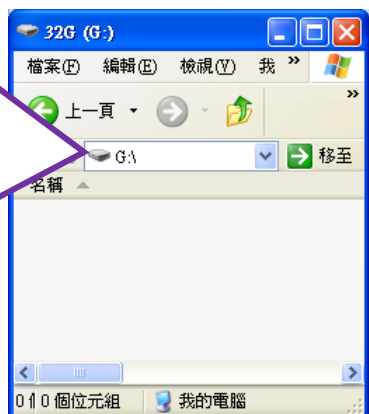 32G (G:)
檔案(F) 編輯(E) 檢視(V) 我 »
上一頁 »
G:\ 移至
名稱
0 個位元組 我的電腦